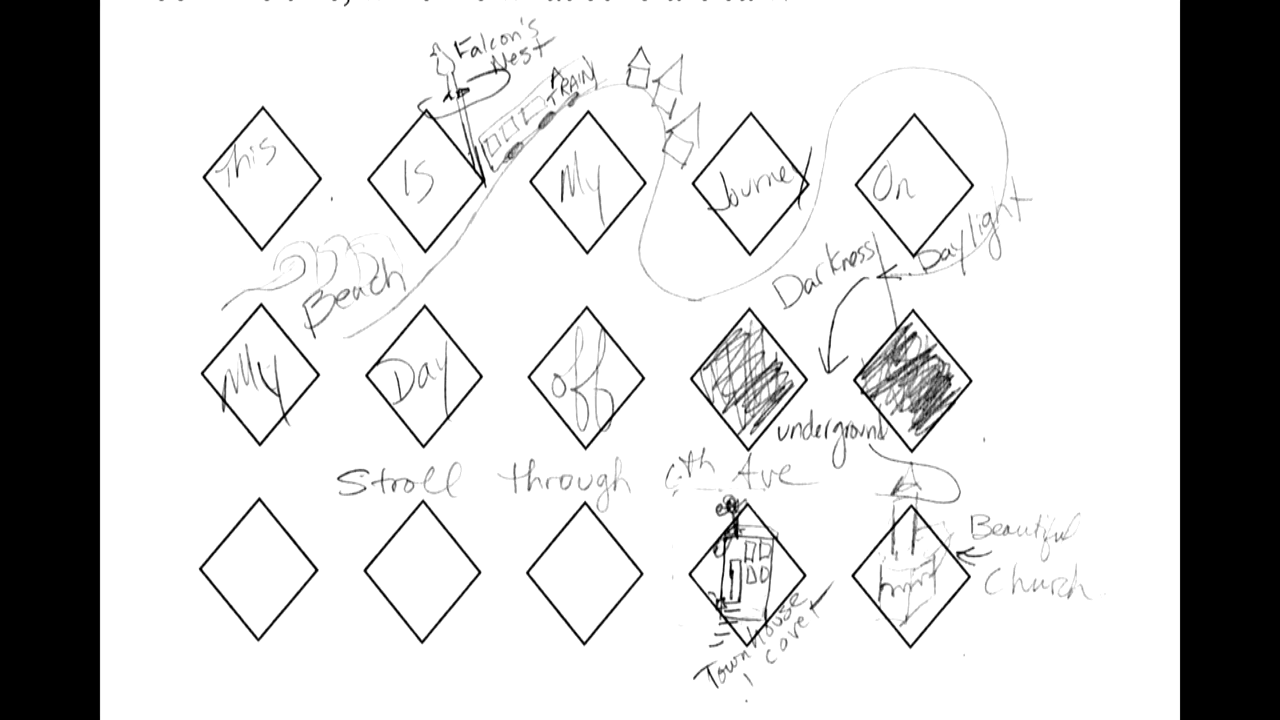 Falcon's
Nest
A
TRAIN
This
Is
My
Journey
On
Beach
Darkness
Daylight
My
Day
off
underground
Stroll through 6th Ave
Beautiful
Church
Town House
I covet